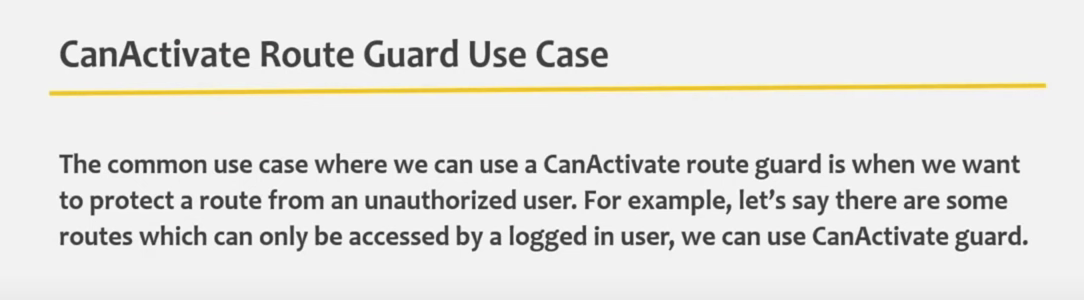 CanActivate Route Guard Use Case
The common use case where we can use a CanActivate route guard is when we want
to protect a route from an unauthorized user. For example, let’s say there are some
routes which can only be accessed by a logged in user, we can use CanActivate guard.